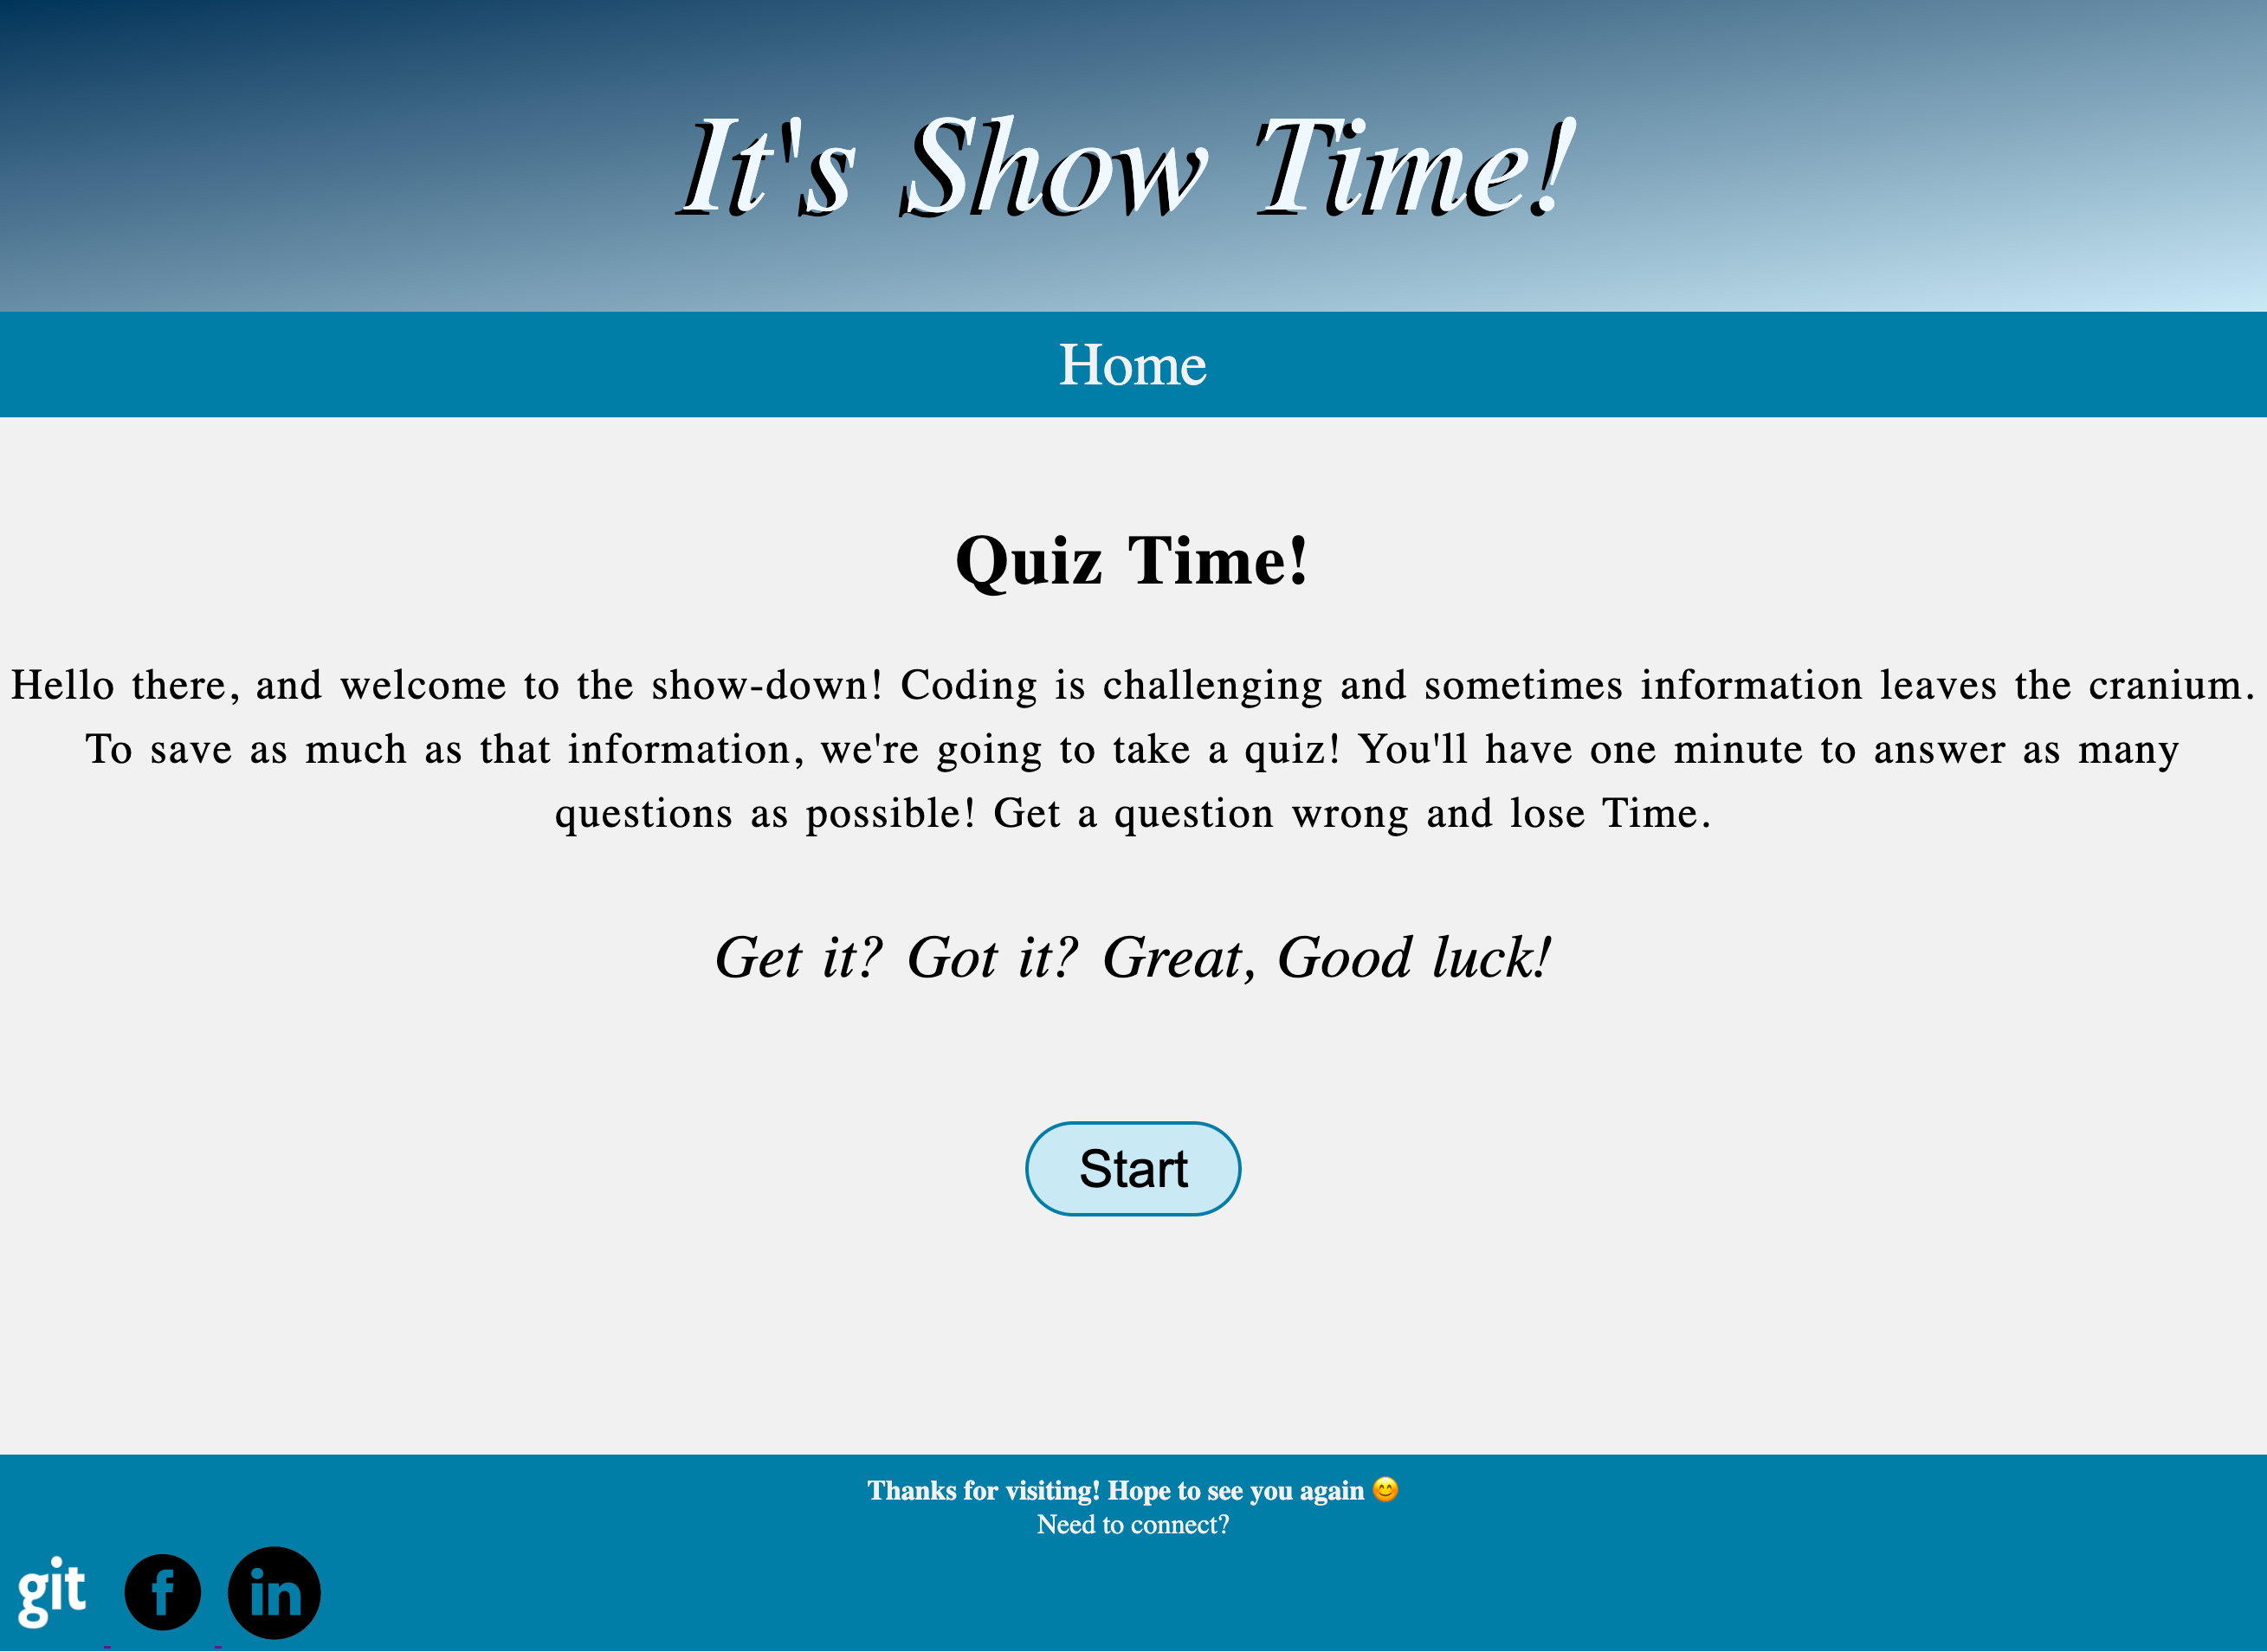 It's Show Time!
Home
Quiz Time!
Hello there, and welcome to the show-down! Coding is challenging and sometimes information leaves the cranium.
To save as much as that information, we're going to take a quiz! You'll have one minute to answer as many
questions as possible! Get a question wrong and lose Time.
Get it? Got it? Great, Good luck!
Start
Thanks for visiting! Hope to see you again 😊
Need to connect?
git f in